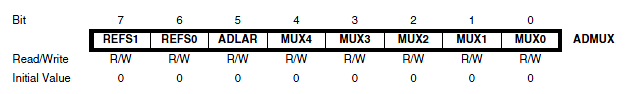 Bit 7 6 5 4 3 2 1 0
REFS1 REFS0 ADLAR MUX4 MUX3 MUX2 MUX1 MUX0 ADMUX
Read/Write R/W R/W R/W R/W R/W R/W R/W R/W
Initial Value 0 0 0 0 0 0 0 0